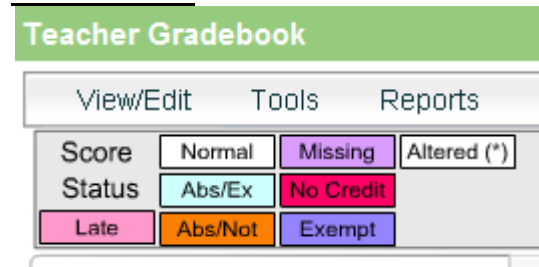 Teacher Gradebook
View/Edit Tools Reports
Score Normal Missing Altered (*)
Status Abs/Ex No Credit
Late Abs/Not Exempt